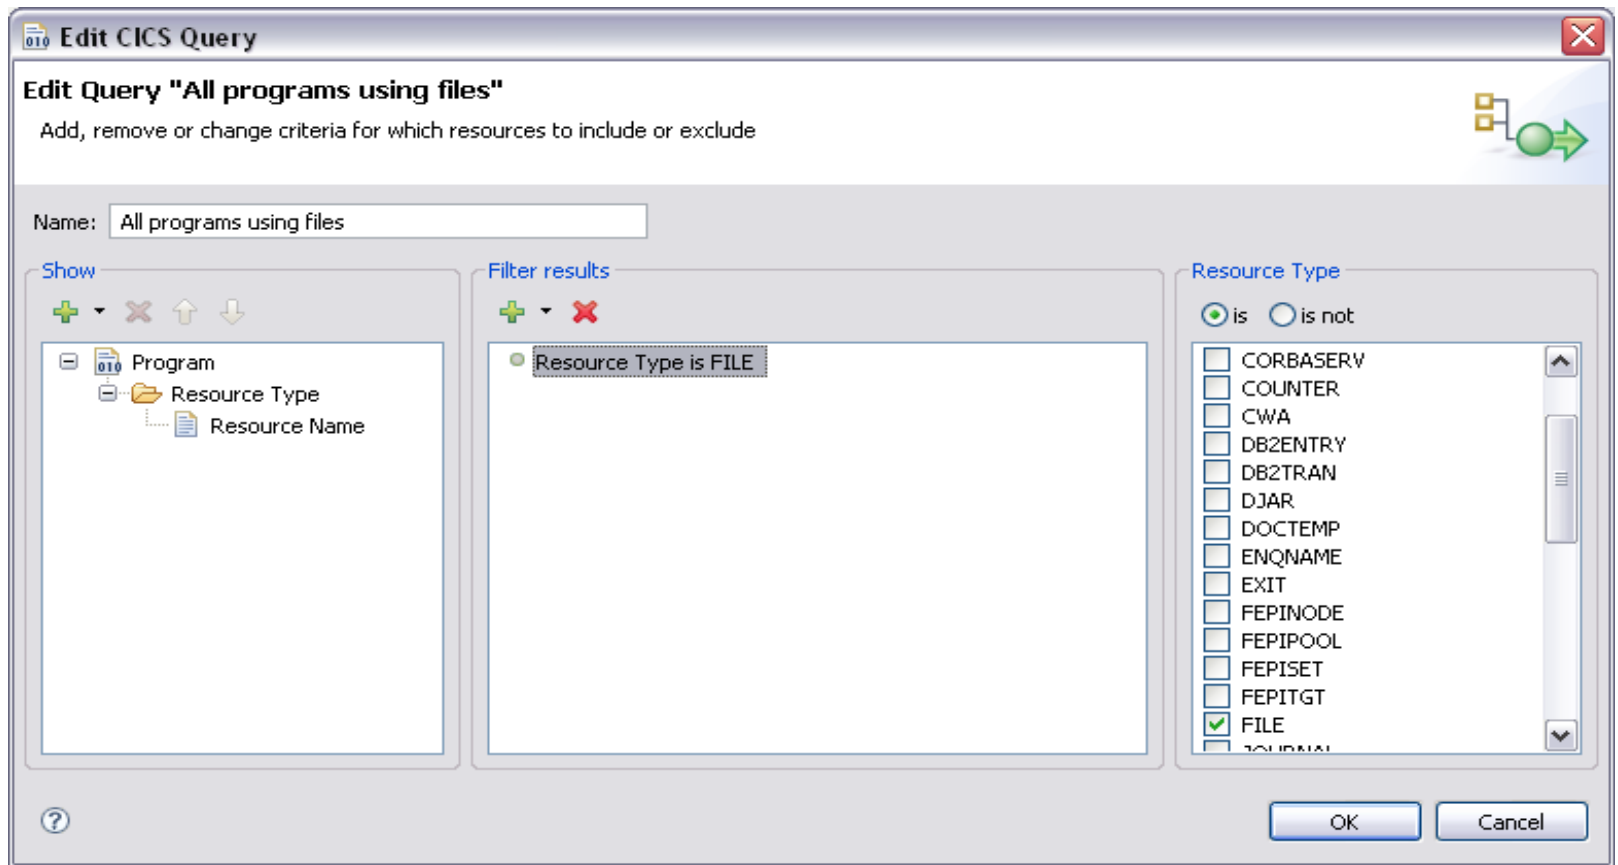 Edit CICS Query
Edit Query "All programs using files"
Add, remove or change criteria for which resources to include or exclude
Name: All programs using files
Show
Program
Resource Type
Resource Name
Filter results
Resource Type is FILE
Resource Type
is is not
CORBASERV
COUNTER
CWA
DB2ENTRY
DB2TRAN
DJAR
DOCTEMP
ENQNAME
EXIT
FEPINODE
FEPIPOOL
FEPISET
FEPITGT
FILE
JOURNAL
OK Cancel